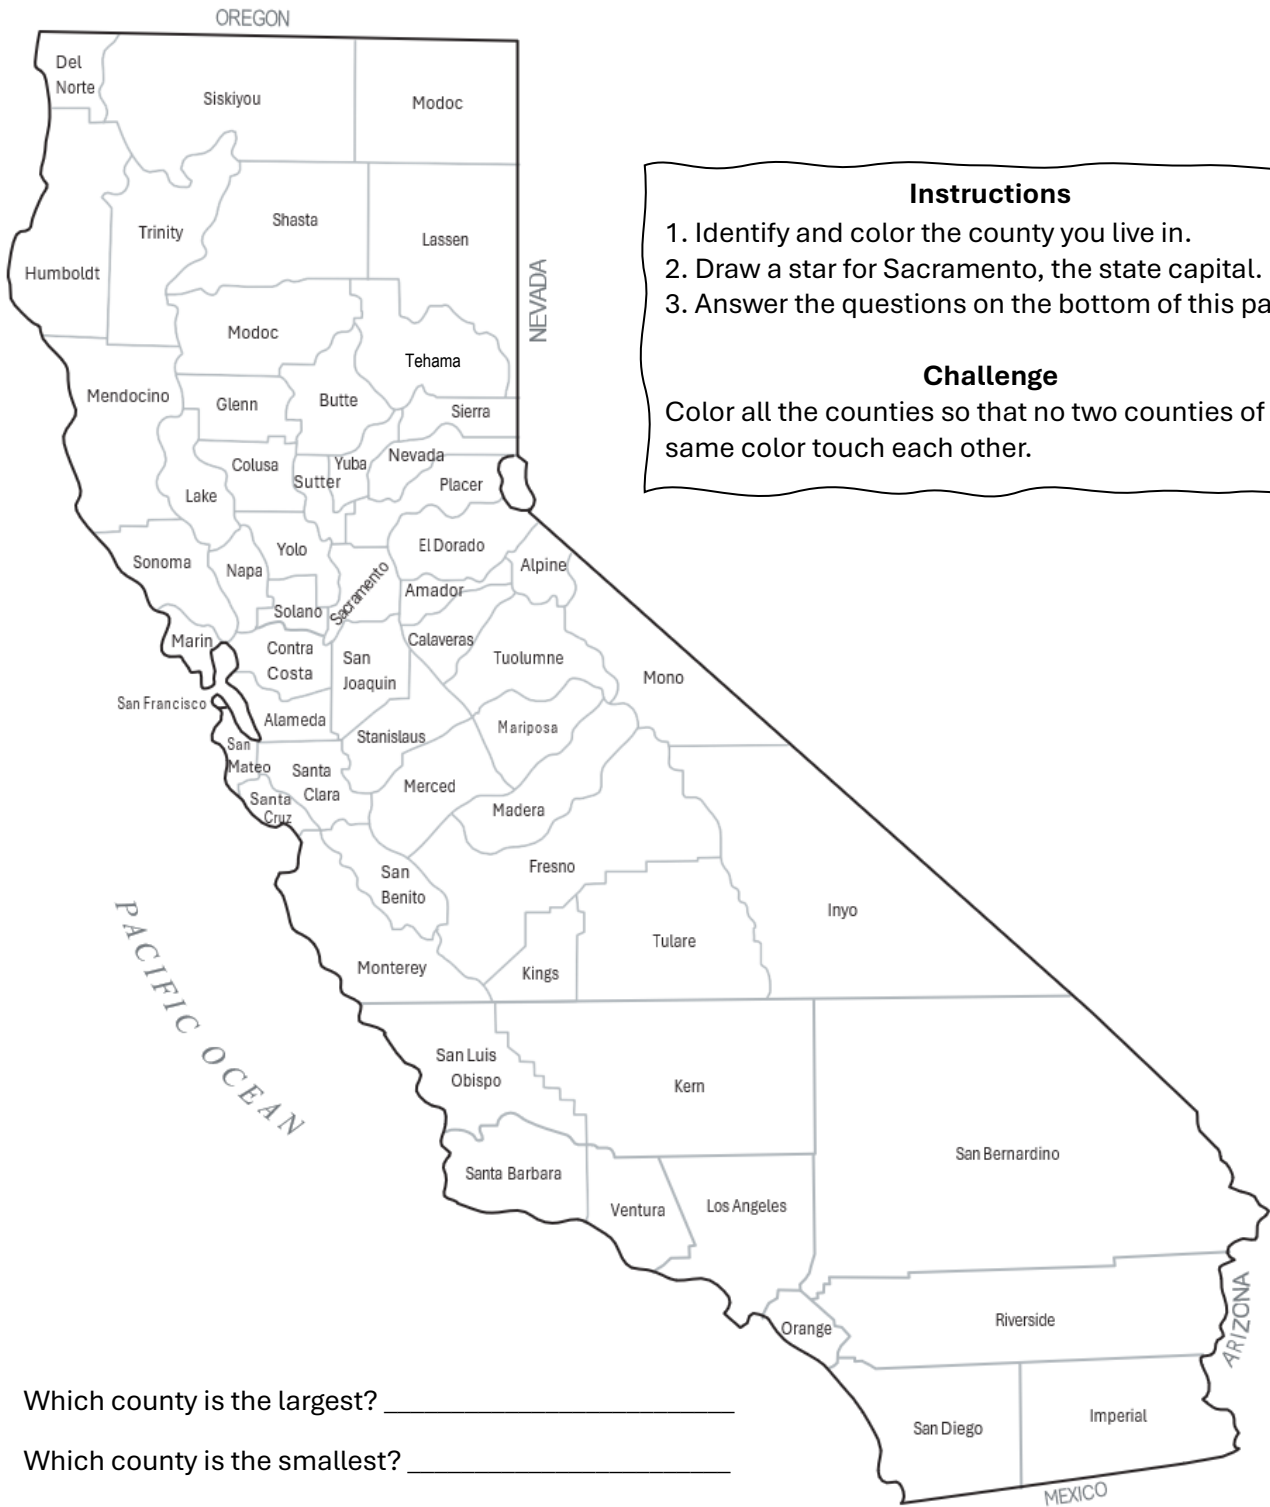 OREGON
Del
Norte
Siskiyou
Modoc
Instructions
1. Identify and color the county you live in.
2. Draw a star for Sacramento, the state capital.
3. Answer the questions on the bottom of this pa
Challenge
Color all the counties so that no two counties of
same color touch each other.
Trinity
Shasta
Lassen
Humboldt
NEVADA
Modoc
Tehama
Mendocino
Glenn
Butte
Sierra
Colusa
Sutter
Yuba
Nevada
Lake
Placer
Sonoma
Napa
Yolo
Sacramento
El Dorado
Alpine
Solano
Amador
Marin
Contra
Costa
San
Joaquin
Calaveras
Tuolumne
Mono
San Francisco
Alameda
Stanislaus
Mariposa
San
Mateo
Santa
Clara
Merced
Santa
Cruz
Madera
San
Benito
Fresno
Inyo
PACIFIC OCEAN
Monterey
Kings
Tulare
San Luis
Obispo
Kern
San Bernardino
Santa Barbara
Ventura
Los Angeles
Orange
Riverside
ARIZONA
San Diego
Imperial
MEXICO
Which county is the largest? __________________________
Which county is the smallest? ________________________